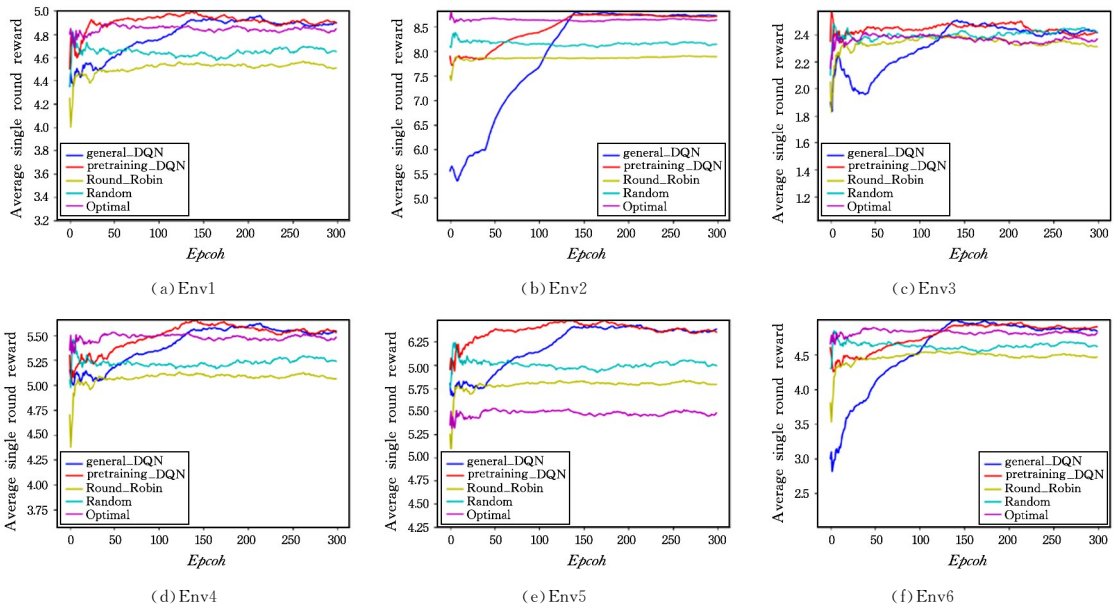 Average single round reward
5.0
4.8
4.6
4.4
4.2
4.0
3.8
3.6
3.4
3.2
general_DQN
pretraining_DQN
Round_Robin
Random
Optimal
0 50 100 150 200 250 300
Epcoh
(a)Env1
Average single round reward
8.5
8.0
7.5
7.0
6.5
6.0
5.5
5.0
general_DQN
pretraining_DQN
Round_Robin
Random
Optimal
0 50 100 150 200 250 300
Epcoh
(b)Env2
Average single round reward
2.4
2.2
2.0
1.8
1.6
1.4
1.2
general_DQN
pretraining_DQN
Round_Robin
Random
Optimal
0 50 100 150 200 250 300
Epcoh
(c)Env3
Average single round reward
5.50
5.25
5.00
4.75
4.50
4.25
4.00
3.75
general_DQN
pretraining_DQN
Round_Robin
Random
Optimal
0 50 100 150 200 250 300
Epcoh
(d)Env4
Average single round reward
6.25
6.00
5.75
5.50
5.25
5.00
4.75
4.50
4.25
general_DQN
pretraining_DQN
Round_Robin
Random
Optimal
0 50 100 150 200 250 300
Epcoh
(e)Env5
Average single round reward
4.5
4.0
3.5
3.0
2.5
general_DQN
pretraining_DQN
Round_Robin
Random
Optimal
0 50 100 150 200 250 300
Epcoh
(f)Env6